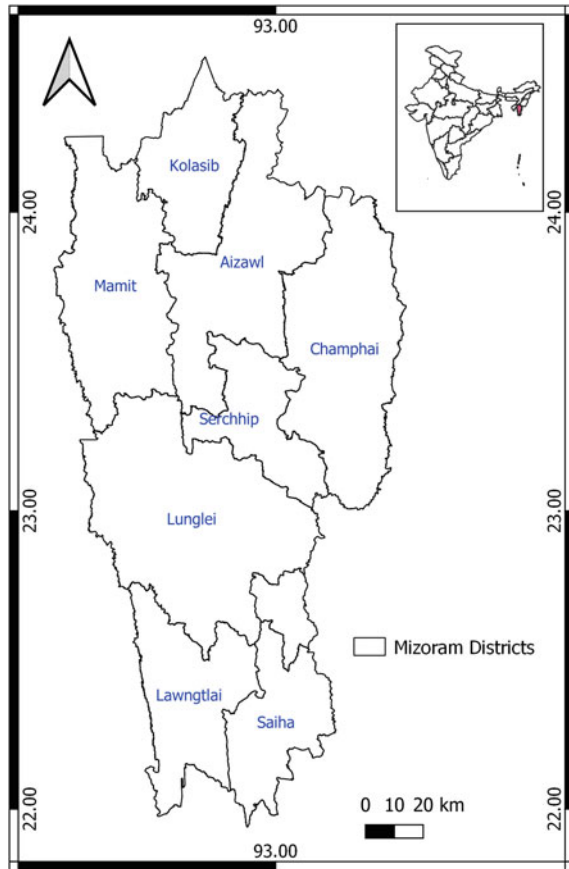 93.00
24.00
24.00
Kolasib
Aizawl
Mamit
Champhai
Serchhip
23.00
23.00
Lunglei
Mizoram Districts
Lawngtlai
Saiha
22.00
22.00
0 10 20 km
93.00